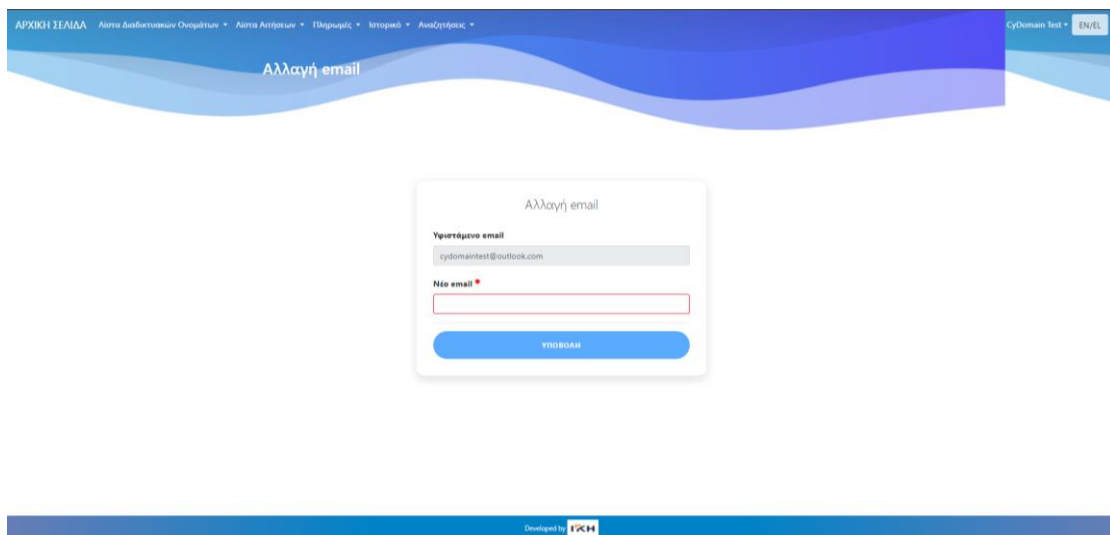 ΑΡΧΙΚΗ ΣΕΛΙΔΑ Λίστα Διαδικτυακών Ονομάτων Λίστα Αιτήσεων Πληρωμές Ιστορικό Αναζητήσεις CyDomain Test EN/EL
Αλλαγή email
Αλλαγή email
Υφιστάμενο email
cydomaintest@outlook.com
Νέο email *
ΥΠΟΒΟΛΗ
Developed by